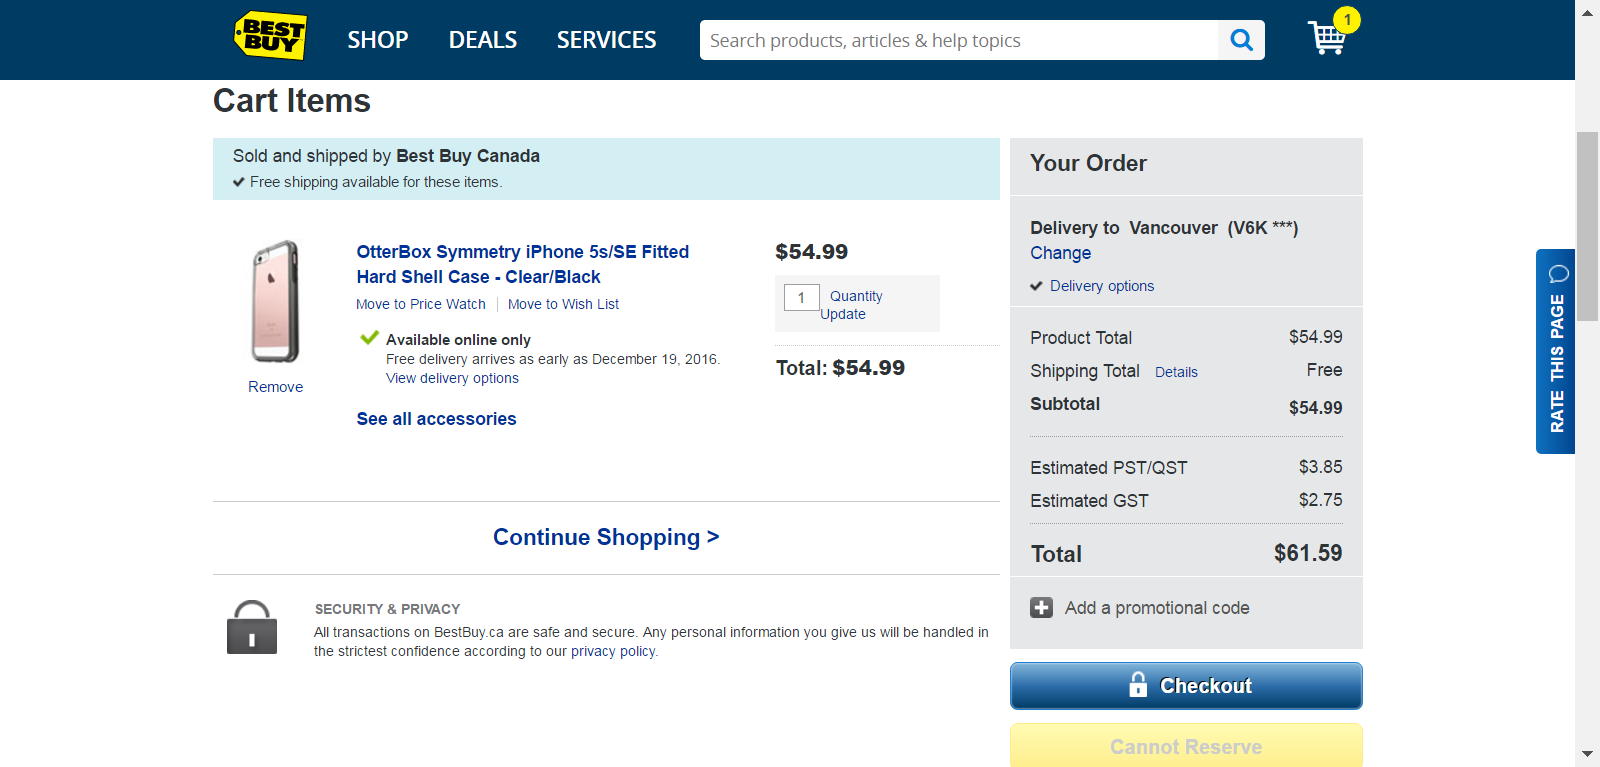 BEST
BUY
SHOP DEALS SERVICES
Search products, articles & help topics
1
Cart Items
Sold and shipped by Best Buy Canada
Free shipping available for these items.
OtterBox Symmetry iPhone 5s/SE Fitted
Hard Shell Case - Clear/Black
Move to Price Watch Move to Wish List
Available online only
Free delivery arrives as early as December 19, 2016.
View delivery options
Remove
See all accessories
$54.99
1 Quantity
Update
Total: $54.99
Continue Shopping >
SECURITY & PRIVACY
All transactions on BestBuy.ca are safe and secure. Any personal information you give us will be handled in
the strictest confidence according to our privacy policy.
Your Order
Delivery to Vancouver (V6K ***)
Change
Delivery options
Product Total $54.99
Shipping Total Details Free
Subtotal $54.99
Estimated PST/QST $3.85
Estimated GST $2.75
Total $61.59
Add a promotional code
Checkout
Cannot Reserve
RATE THIS PAGE